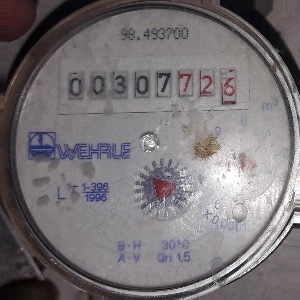 98.493700
00307726
m³
WEHRLE
1-396
1996
X0,0001
B-H 30°C
A-V Qn 1,5